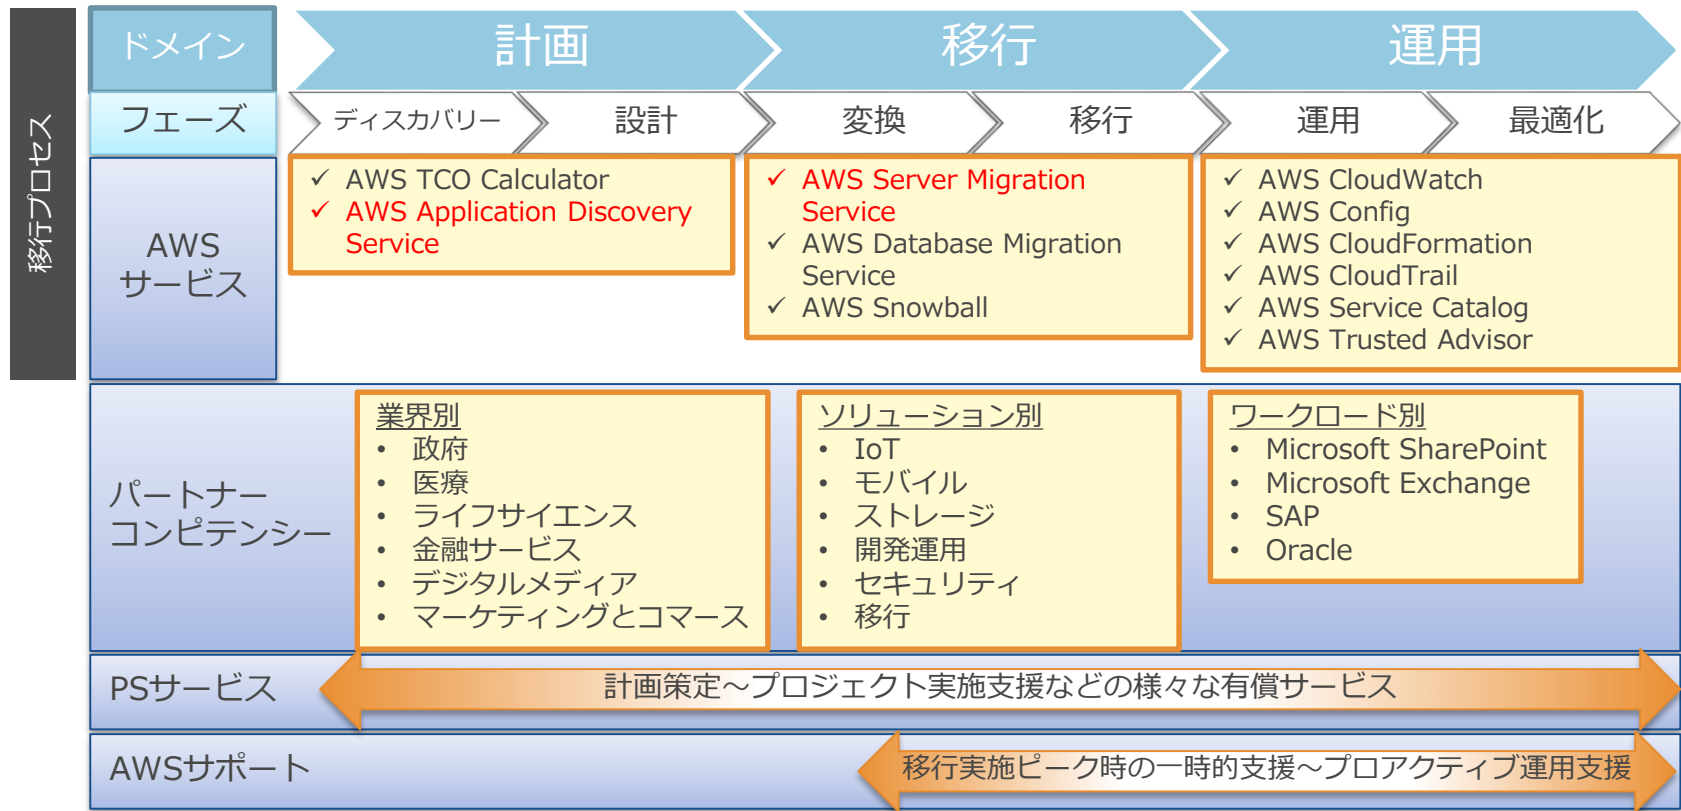 移行プロセス
ドメイン
計画
移行
運用
フェーズ
ディスカバリー
設計
変換
移行
運用
最適化
AWS
サービス
✓ AWS TCO Calculator
✓ AWS Application Discovery
Service
✓ AWS Server Migration
Service
✓ AWS Database Migration
Service
✓ AWS Snowball
✓ AWS CloudWatch
✓ AWS Config
✓ AWS CloudFormation
✓ AWS CloudTrail
✓ AWS Service Catalog
✓ AWS Trusted Advisor
パートナー
コンピテンシー
業界別
• 政府
• 医療
• ライフサイエンス
• 金融サービス
• デジタルメディア
• マーケティングとコマース
ソリューション別
• IoT
• モバイル
• ストレージ
• 開発運用
• セキュリティ
• 移行
ワークロード別
• Microsoft SharePoint
• Microsoft Exchange
• SAP
• Oracle
PSサービス
計画策定～プロジェクト実施支援などの様々な有償サービス
AWSサポート
移行実施ピーク時の一時的支援～プロアクティブ運用支援